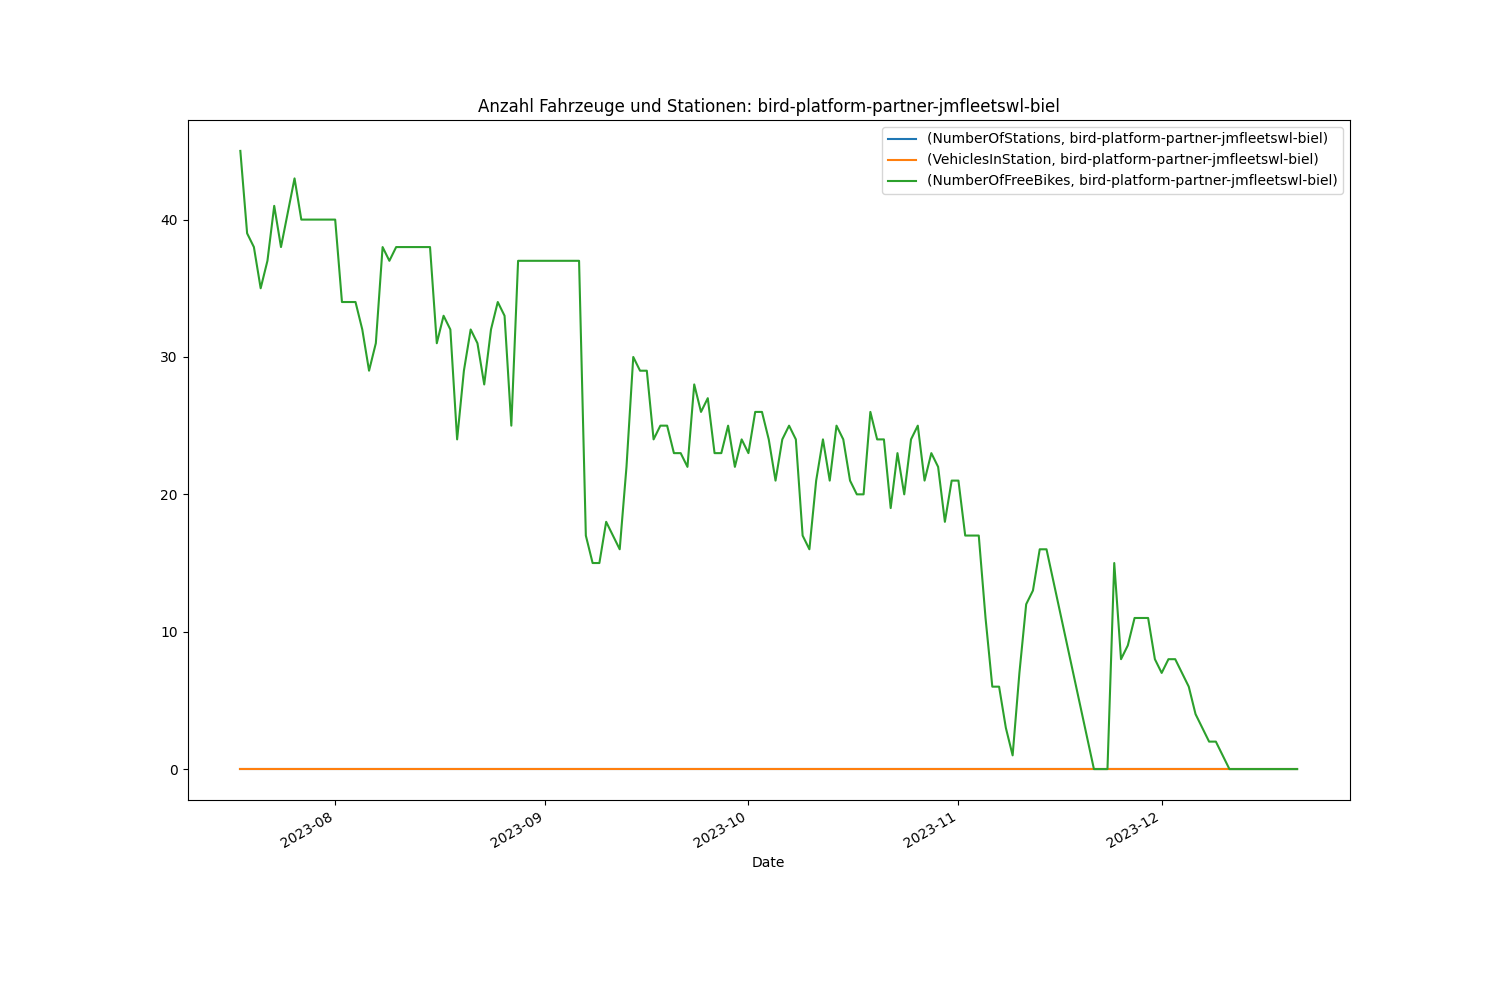 Anzahl Fahrzeuge und Stationen: bird-platform-partner-jmfleetswl-biel
(NumberOfStations, bird-platform-partner-jmfleetswl-biel)
(VehiclesInStation, bird-platform-partner-jmfleetswl-biel)
(NumberOfFreeBikes, bird-platform-partner-jmfleetswl-biel)
40
30
20
10
0
2023-08
2023-09
2023-10
2023-11
2023-12
Date